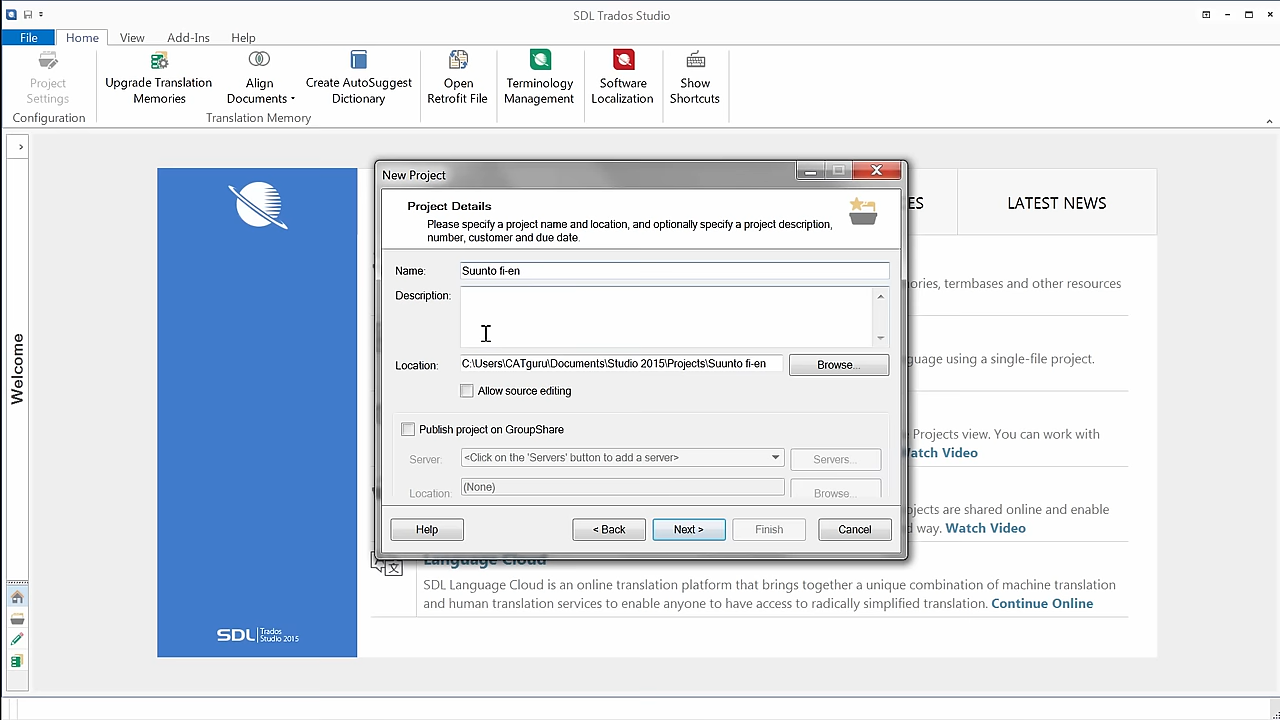 SDL Trados Studio
File Home View Add-Ins Help
Project Settings
Upgrade Translation Memories
Align Documents
Create AutoSuggest Dictionary
Open Retrofit File
Terminology Management
Software Localization
Show Shortcuts
Configuration
Translation Memory
Welcome
ES
LATEST NEWS
New Project
Project Details
Please specify a project name and location, and optionally specify a project description,
number, customer and due date.
Name: Suunto fi-en
Description:
Location: C:\Users\CATguru\Documents\Studio 2015\Projects\Suunto fi-en Browse...
Allow source editing
Publish project on GroupShare
Server: <Click on the 'Servers' button to add a server> Servers...
Location: (None) Browse...
Help < Back Next > Finish Cancel
ories, termbases and other resources
guage using a single-file project.
Projects view. You can work with
atch Video
ojects are shared online and enable
d way. Watch Video
Language Cloud
SDL Language Cloud is an online translation platform that brings together a unique combination of machine translation
and human translation services to enable anyone to have access to radically simplified translation. Continue Online
SDL Trados Studio 2015